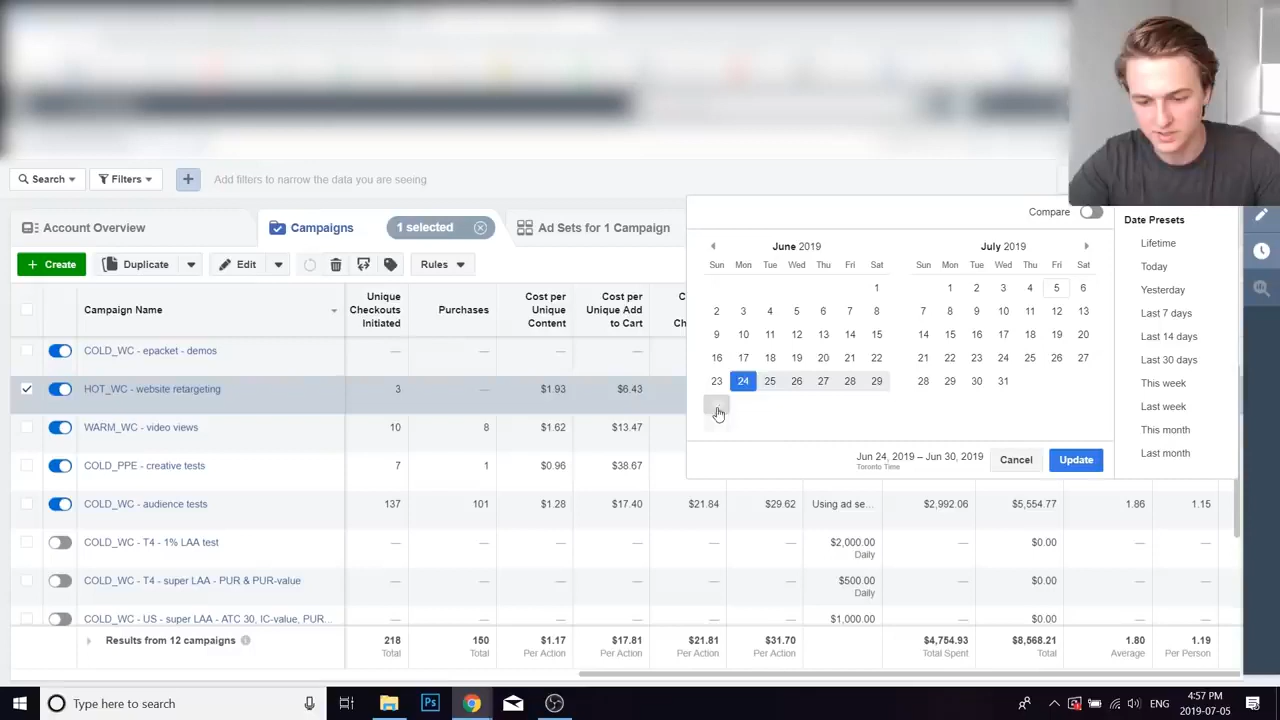 Search
Filters
Add filters to narrow the data you are seeing
Account Overview
Campaigns
1 selected
Ad Sets for 1 Campaign
+ Create
Duplicate
Edit
Rules
Campaign Name
Unique Checkouts Initiated
Purchases
Cost per Unique Content
Cost per Unique Add to Cart
COLD_WC - epacket - demos
— — — —
HOT_WC - website retargeting
3 — $1.93 $6.43
WARM_WC - video views
10 8 $1.62 $13.47
COLD_PPE - creative tests
7 1 $0.96 $38.67
COLD_WC - audience tests
137 101 $1.28 $17.40 $21.84 $29.62 Using ad se... $2,992.06 $5,554.77 1.86 1.15
COLD_WC - T4 - 1% LAA test
— — — — — — $2,000.00 — $0.00 — —
Daily
COLD_WC - T4 - super LAA - PUR & PUR-value
— — — — — — $500.00 — $0.00 — —
Daily
COLD_WC - US - super LAA - ATC 30, IC-value, PUR...
— — — — — — $1,000.00 — $0.00 — —
Results from 12 campaigns
218 150 $1.17 $17.81 $21.81 $31.70 $4,754.93 $8,568.21 1.80 1.19
Total Total Per Action Per Action Per Action Per Action Total Spent Total Average Per Person
Compare
June 2019
Sun Mon Tue Wed Thu Fri Sat
1
2 3 4 5 6 7 8
9 10 11 12 13 14 15
16 17 18 19 20 21 22
23 24 25 26 27 28 29
July 2019
Sun Mon Tue Wed Thu Fri Sat
1 2 3 4 5 6
7 8 9 10 11 12 13
14 15 16 17 18 19 20
21 22 23 24 25 26 27
28 29 30 31
Jun 24, 2019 – Jun 30, 2019
Toronto Time
Cancel
Update
Date Presets
Lifetime
Today
Yesterday
Last 7 days
Last 14 days
Last 30 days
This week
Last week
This month
Last month
Type here to search
Ps
ENG
4:57 PM
2019-07-05